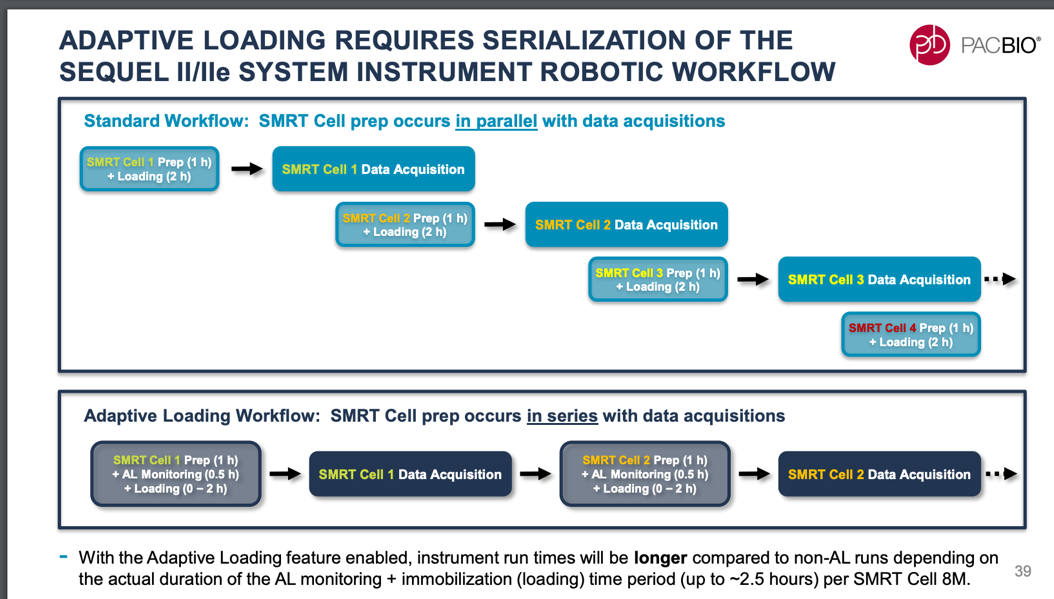 ADAPTIVE LOADING REQUIRES SERIALIZATION OF THE
SEQUEL II/IIe SYSTEM INSTRUMENT ROBOTIC WORKFLOW
PACBIO®
Standard Workflow: SMRT Cell prep occurs in parallel with data acquisitions
SMRT Cell 1 Prep (1 h)
+ Loading (2 h)
SMRT Cell 1 Data Acquisition
SMRT Cell 2 Prep (1 h)
+ Loading (2 h)
SMRT Cell 2 Data Acquisition
SMRT Cell 3 Prep (1 h)
+ Loading (2 h)
SMRT Cell 3 Data Acquisition
SMRT Cell 4 Prep (1 h)
+ Loading (2 h)
Adaptive Loading Workflow: SMRT Cell prep occurs in series with data acquisitions
SMRT Cell 1 Prep (1 h)
+ AL Monitoring (0.5 h)
+ Loading (0 – 2 h)
SMRT Cell 1 Data Acquisition
SMRT Cell 2 Prep (1 h)
+ AL Monitoring (0.5 h)
+ Loading (0 – 2 h)
SMRT Cell 2 Data Acquisition
– With the Adaptive Loading feature enabled, instrument run times will be longer compared to non-AL runs depending on
the actual duration of the AL monitoring + immobilization (loading) time period (up to ~2.5 hours) per SMRT Cell 8M.
39